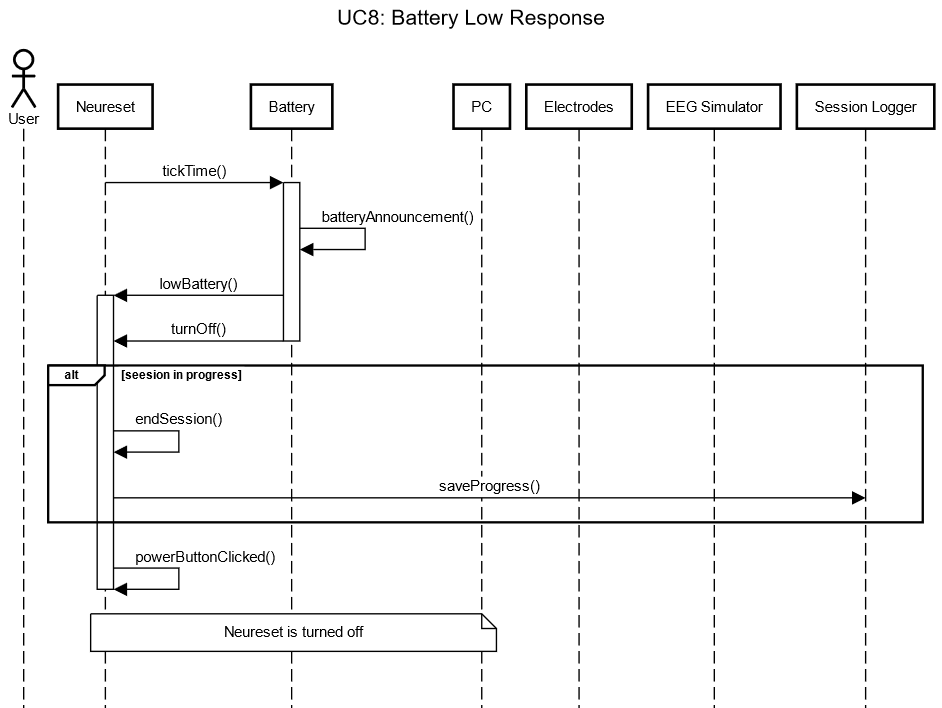 UC8: Battery Low Response
User
Neureset
Battery
PC
Electrodes
EEG Simulator
Session Logger
tickTime()
batteryAnnouncement()
lowBattery()
turnOff()
alt
[seesion in progress]
endSession()
saveProgress()
powerButtonClicked()
Neureset is turned off